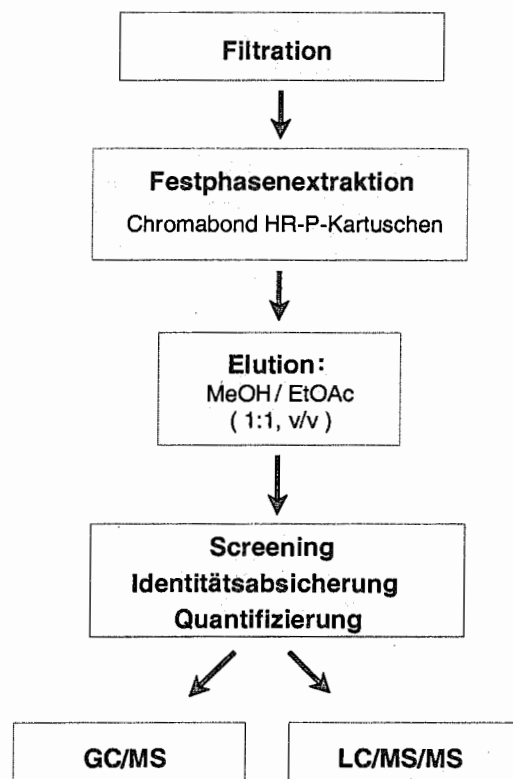 Filtration
Festphasenextraktion
Chromabond HR-P-Kartuschen
Elution:
MeOH / EtOAc
( 1:1, v/v )
Screening
Identitätsabsicherung
Quantifizierung
GC/MS
LC/MS/MS